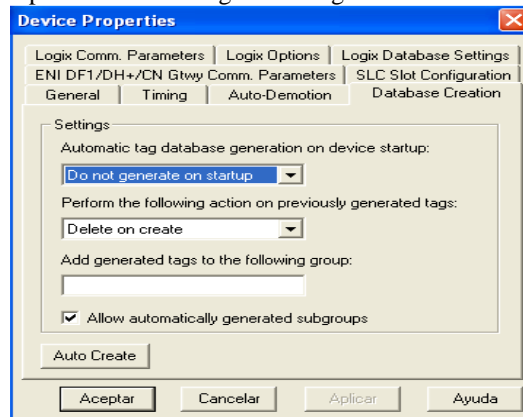 Device Properties
Logix Comm. Parameters Logix Options Logix Database Settings
ENI DF1/DH+/CN Gtwy Comm. Parameters SLC Slot Configuration
General Timing Auto-Demotion Database Creation
Settings
Automatic tag database generation on device startup:
Do not generate on startup
Perform the following action on previously generated tags:
Delete on create
Add generated tags to the following group:
Allow automatically generated subgroups
Auto Create
Aceptar Cancelar Aplicar Ayuda